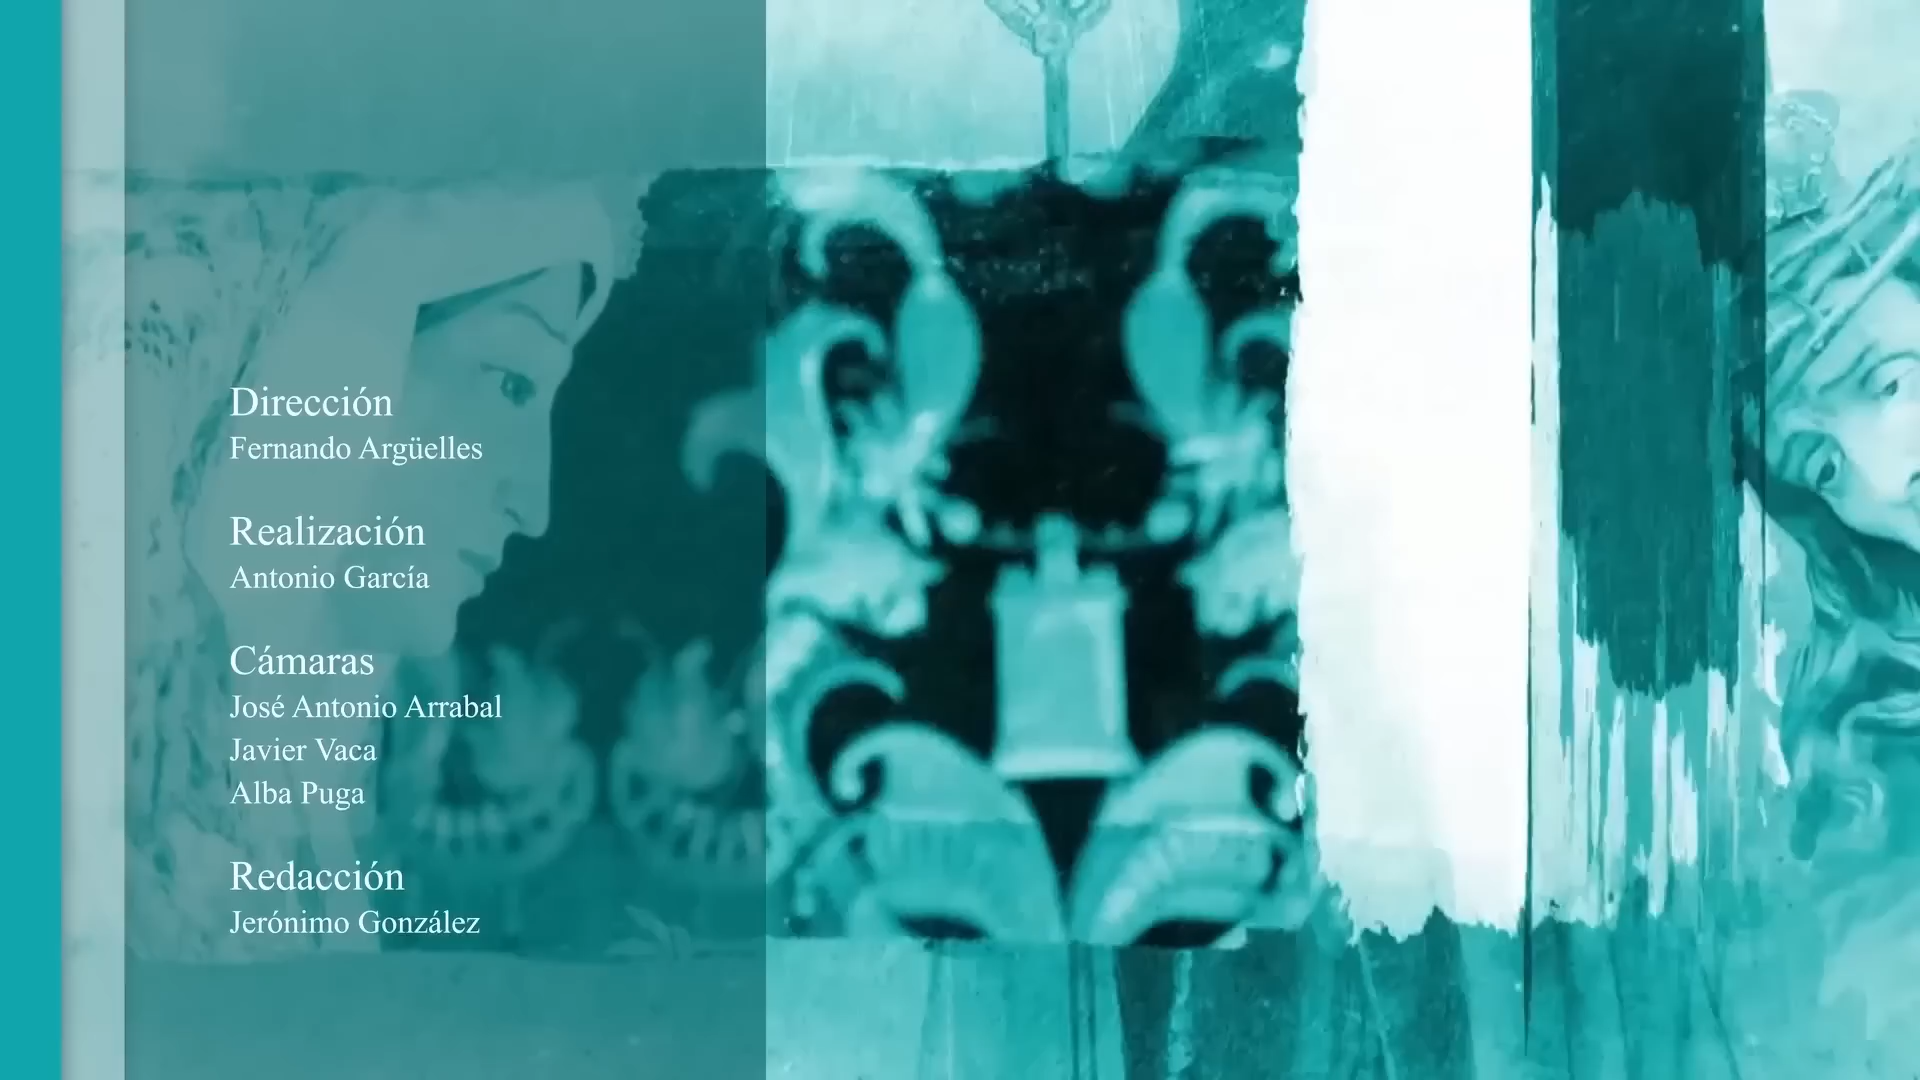 Dirección
Fernando Argüelles
Realización
Antonio García
Cámaras
José Antonio Arrabal
Javier Vaca
Alba Puga
Redacción
Jerónimo González